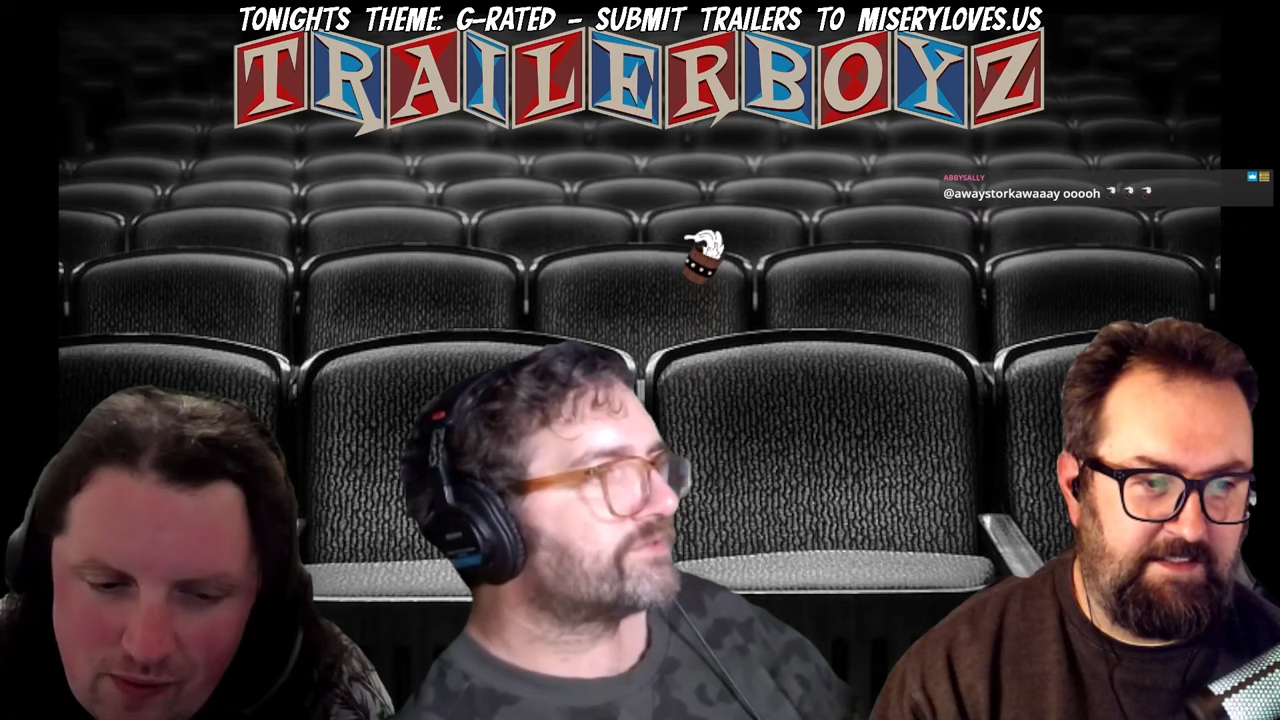 TONIGHTS THEME: G-RATED - SUBMIT TRAILERS TO MISERYLOVES.US
TRAILERBOYZ
ABBYSALLY
@awaystorkawaaay ooooh